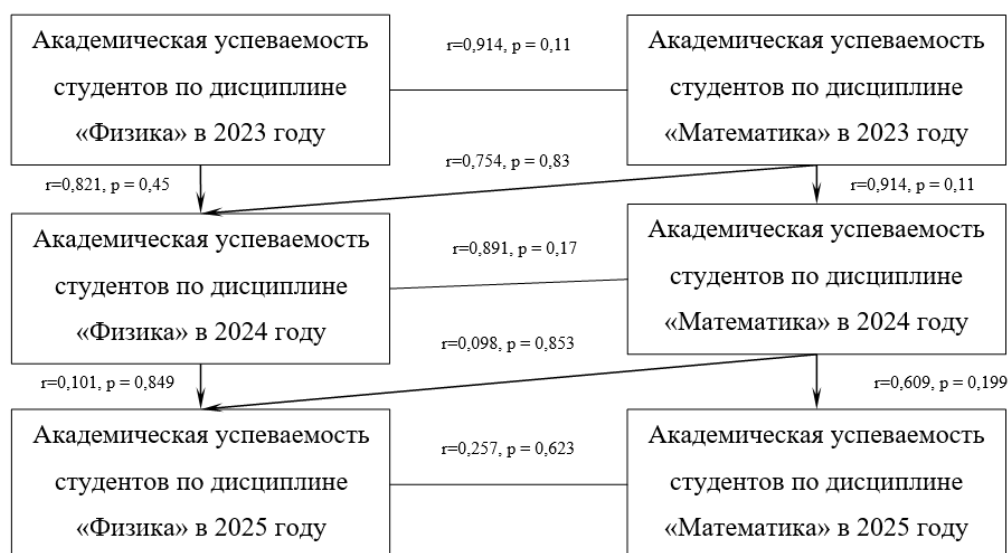 Академическая успеваемость
студентов по дисциплине
«Физика» в 2023 году
r=0,914, p = 0,11
Академическая успеваемость
студентов по дисциплине
«Математика» в 2023 году
r=0,821, p = 0,45
r=0,754, p = 0,83
r=0,914, p = 0,11
Академическая успеваемость
студентов по дисциплине
«Физика» в 2024 году
r=0,891, p = 0,17
Академическая успеваемость
студентов по дисциплине
«Математика» в 2024 году
r=0,101, p = 0,849
r=0,098, p = 0,853
r=0,609, p = 0,199
Академическая успеваемость
студентов по дисциплине
«Физика» в 2025 году
r=0,257, p = 0,623
Академическая успеваемость
студентов по дисциплине
«Математика» в 2025 году